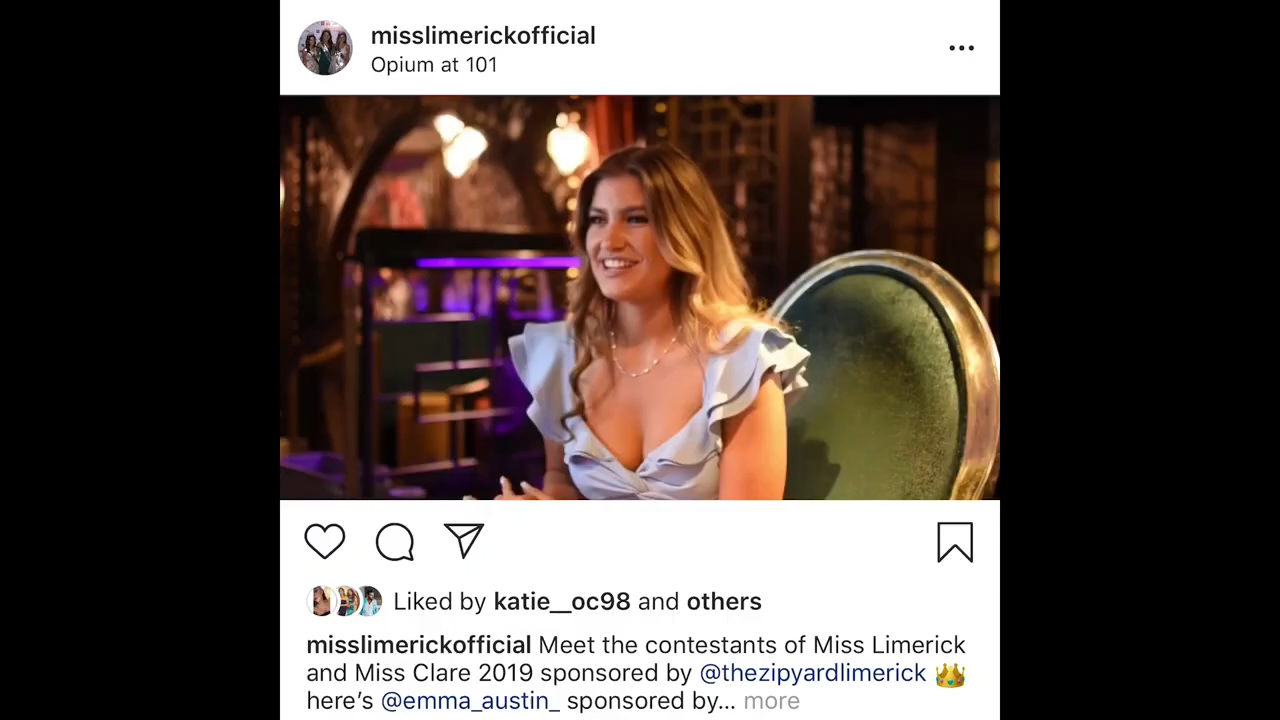 misslimerickofficial
Opium at 101
Liked by katie__oc98 and others
misslimerickofficial Meet the contestants of Miss Limerick
and Miss Clare 2019 sponsored by @thezipyardlimerick 👑
here’s @emma_austin_ sponsored by... more